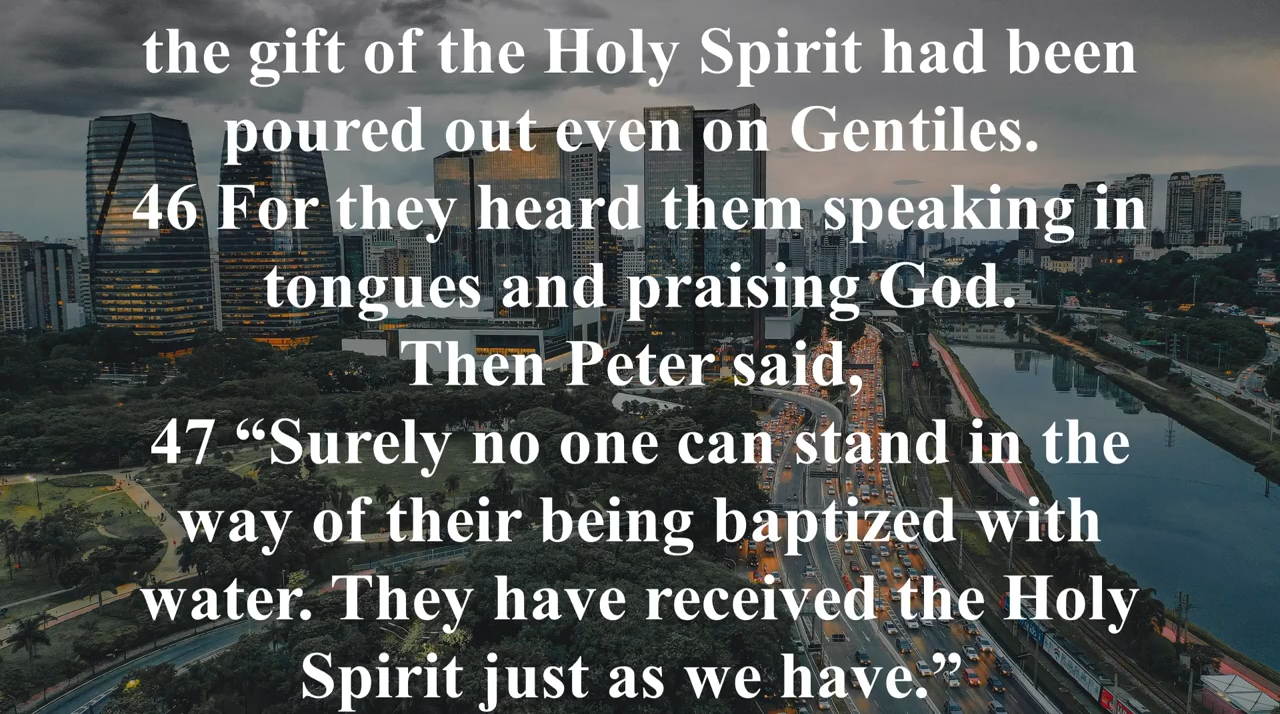 the gift of the Holy Spirit had been
poured out even on Gentiles.
46 For they heard them speaking in
tongues and praising God.
Then Peter said,
47 “Surely no one can stand in the
way of their being baptized with
water. They have received the Holy
Spirit just as we have.”